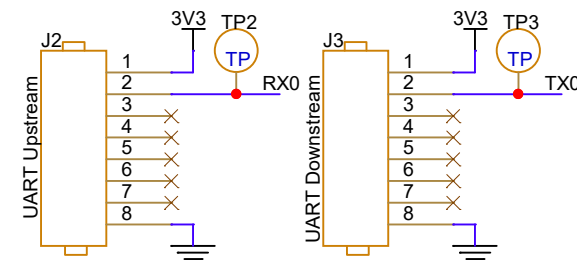 J2
UART Upstream
1
2
3
4
5
6
7
8
3V3
TP2
TP
RX0
J3
UART Downstream
1
2
3
4
5
6
7
8
3V3
TP3
TP
TX0